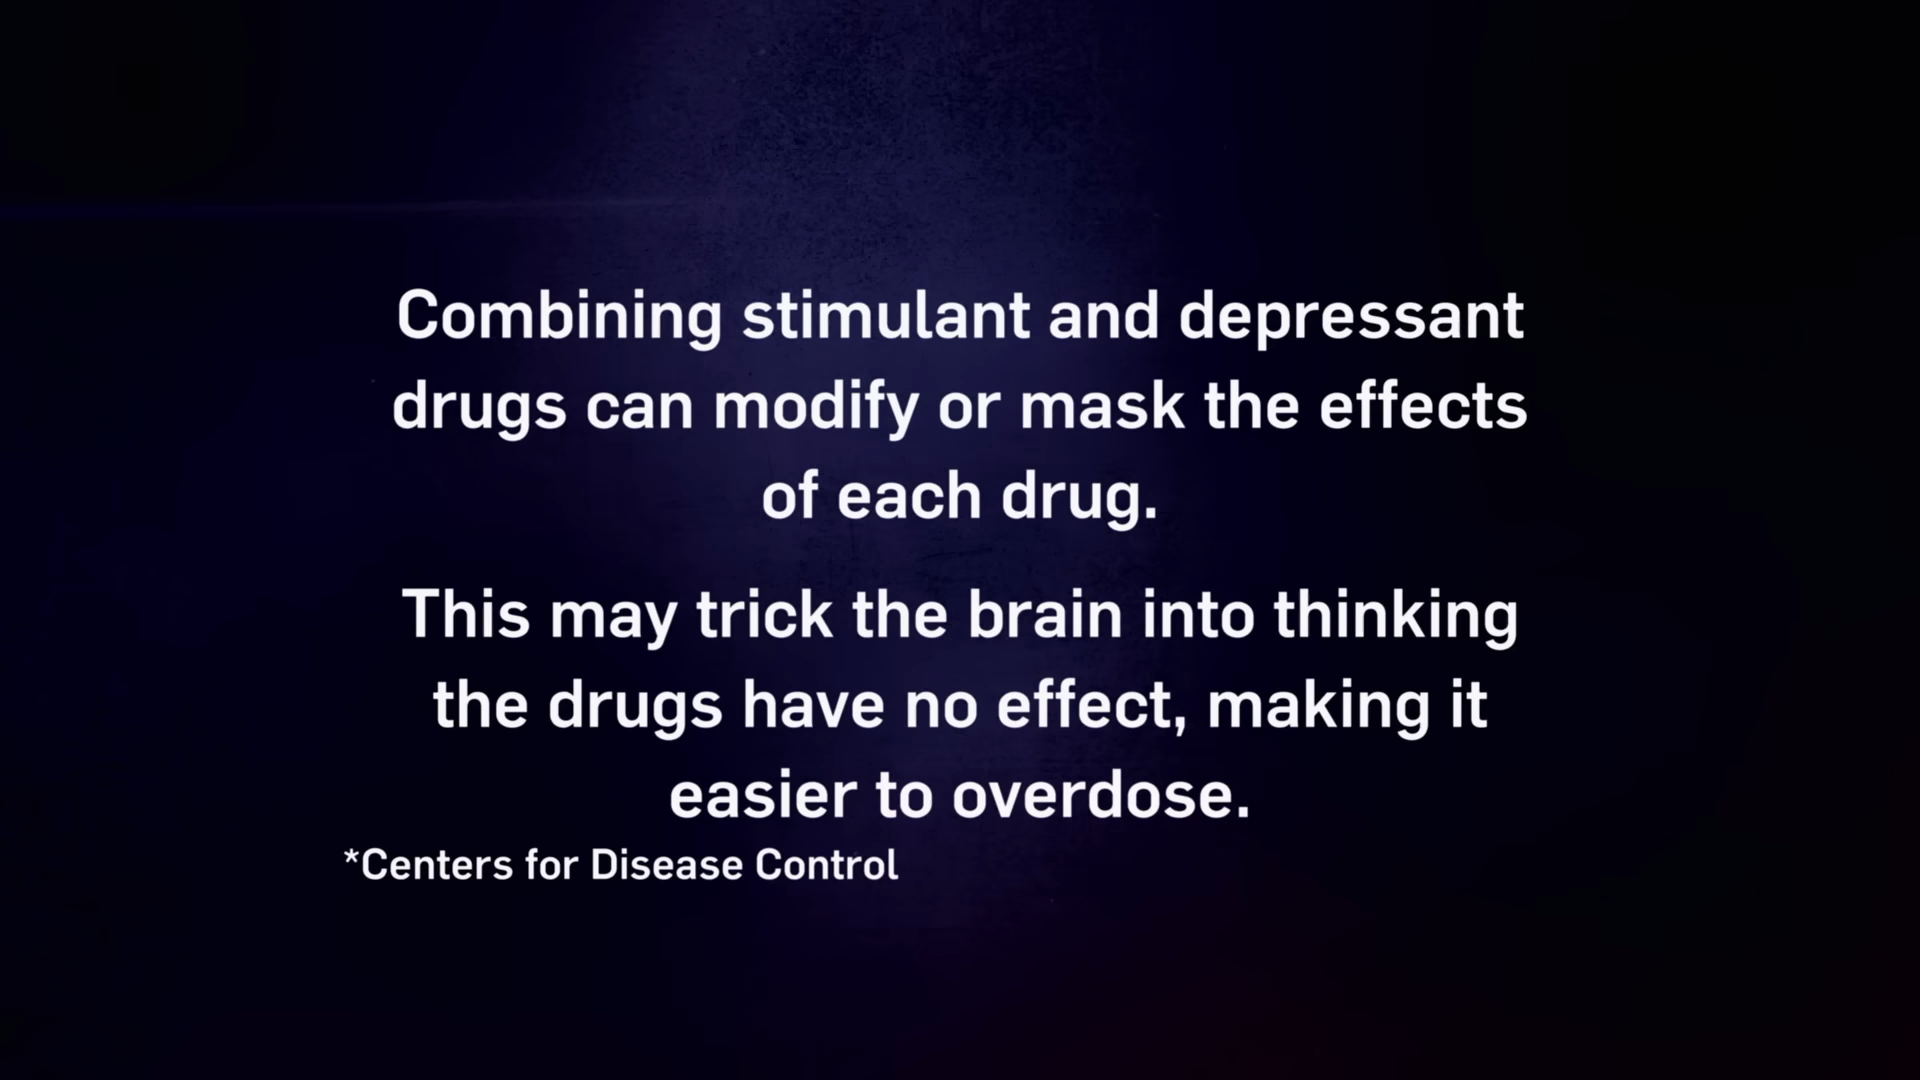 Combining stimulant and depressant
drugs can modify or mask the effects
of each drug.
This may trick the brain into thinking
the drugs have no effect, making it
easier to overdose.
*Centers for Disease Control